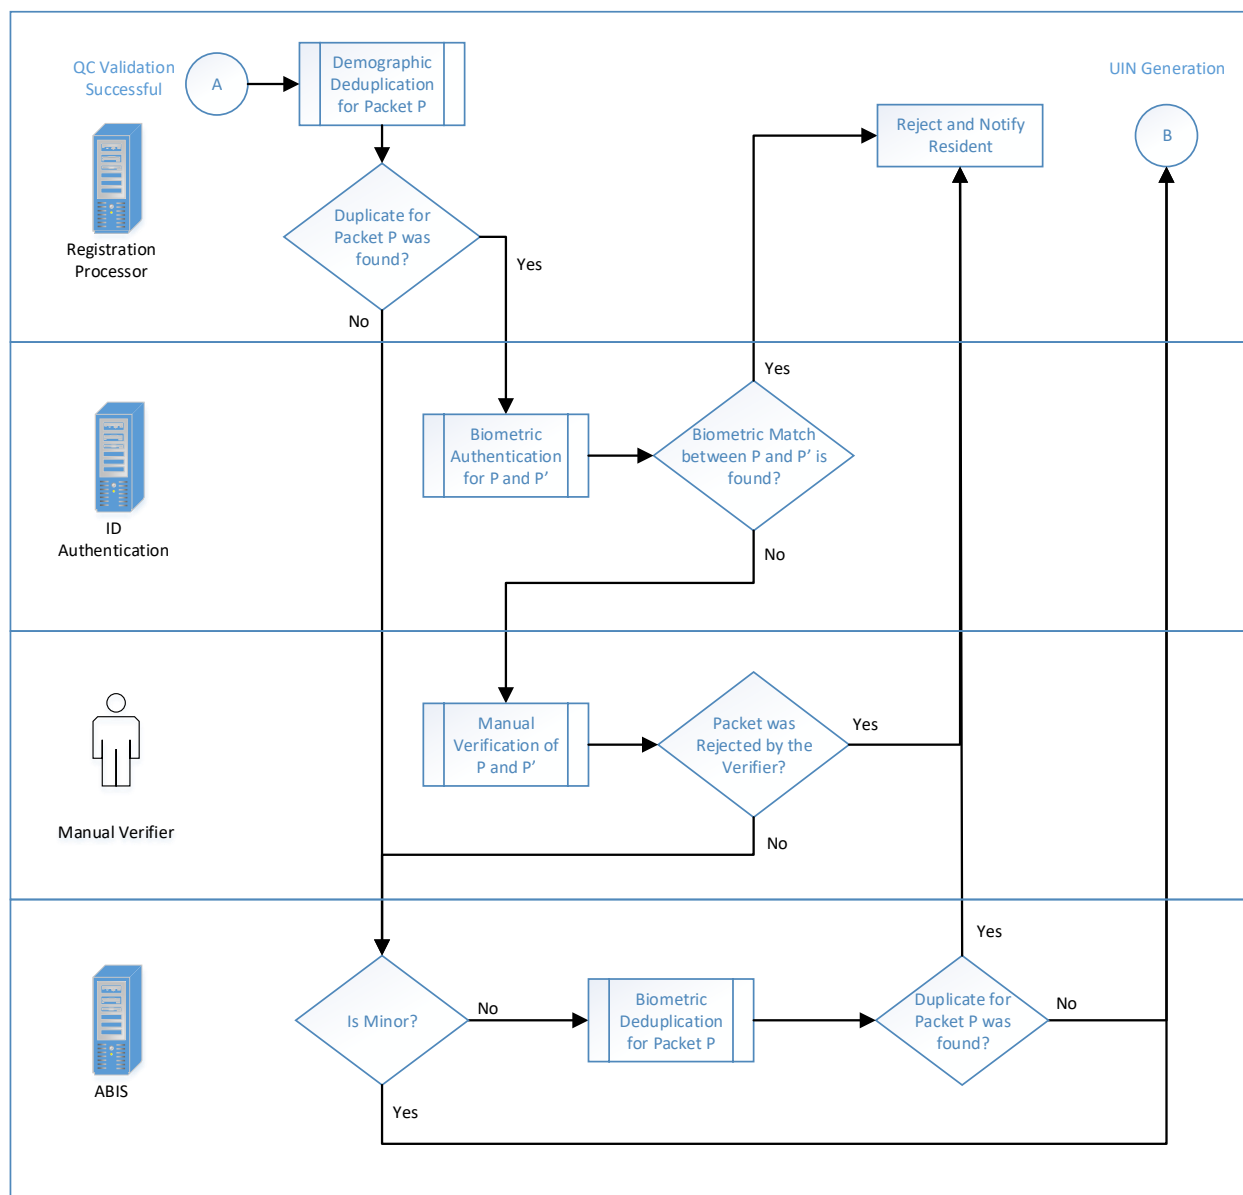 QC Validation
Successful
A
Demographic
Deduplication
for Packet P
UIN Generation
Reject and Notify
Resident
B
Registration
Processor
Duplicate for
Packet P was
found?
Yes
No
Yes
ID
Authentication
Biometric
Authentication
for P and P’
Biometric Match
between P and P’ is
found?
No
Manual Verifier
Manual
Verification of
P and P’
Packet was
Rejected by the
Verifier?
Yes
No
ABIS
Is Minor?
No
Biometric
Deduplication
for Packet P
Yes
Duplicate for
Packet P was
found?
No
Yes